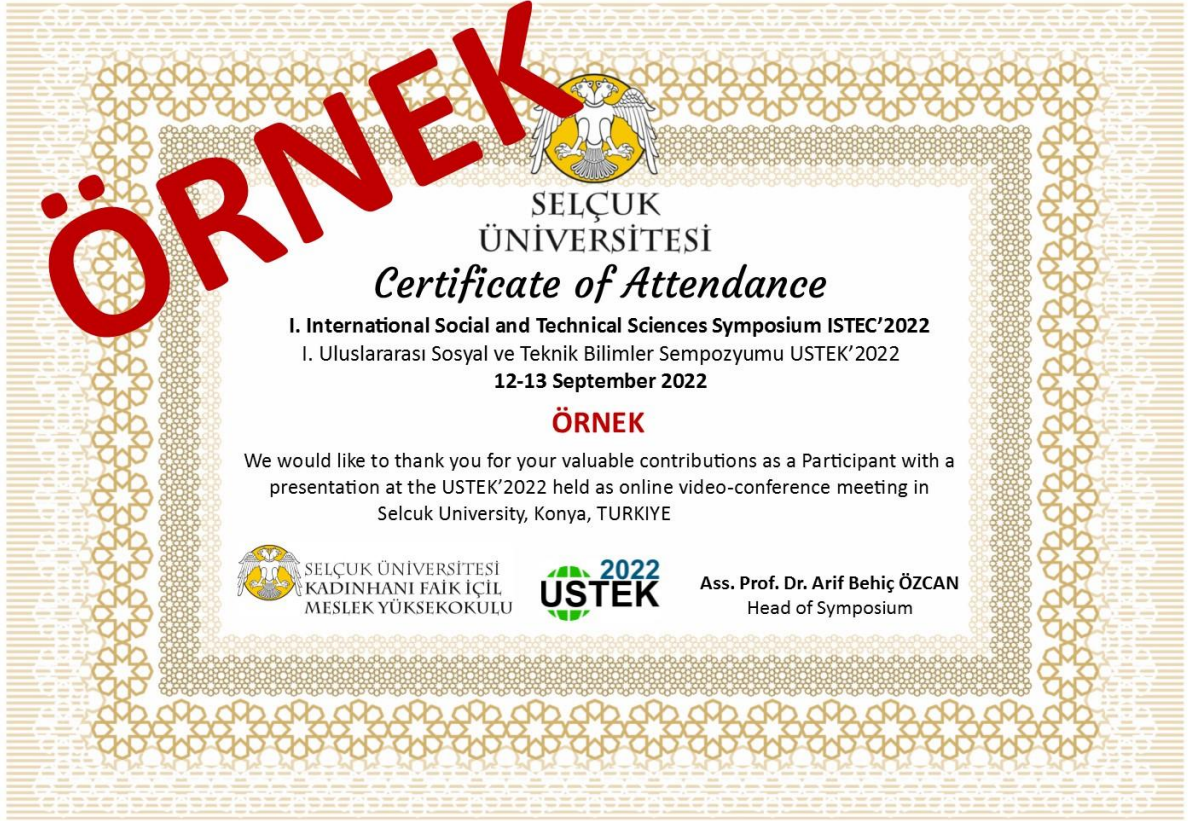 ÖRNEK
SELÇUK
ÜNİVERSİTESİ
Certificate of Attendance
I. International Social and Technical Sciences Symposium ISTEC’2022
I. Uluslararası Sosyal ve Teknik Bilimler Sempozyumu USTEK’2022
12-13 September 2022
ÖRNEK
We would like to thank you for your valuable contributions as a Participant with a
presentation at the USTEK’2022 held as online video-conference meeting in
Selcuk University, Konya, TURKIYE
SELÇUK ÜNİVERSİTESİ
KADINHANI FAİK İÇİL
MESLEK YÜKSEKOKULU
2022
USTEK
Ass. Prof. Dr. Arif Behiç ÖZCAN
Head of Symposium